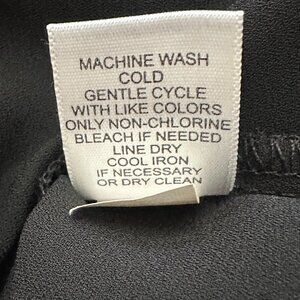 MACHINE WASH
COLD
GENTLE CYCLE
WITH LIKE COLORS
ONLY NON-CHLORINE
BLEACH IF NEEDED
LINE DRY
COOL IRON
IF NECESSARY
OR DRY CLEAN